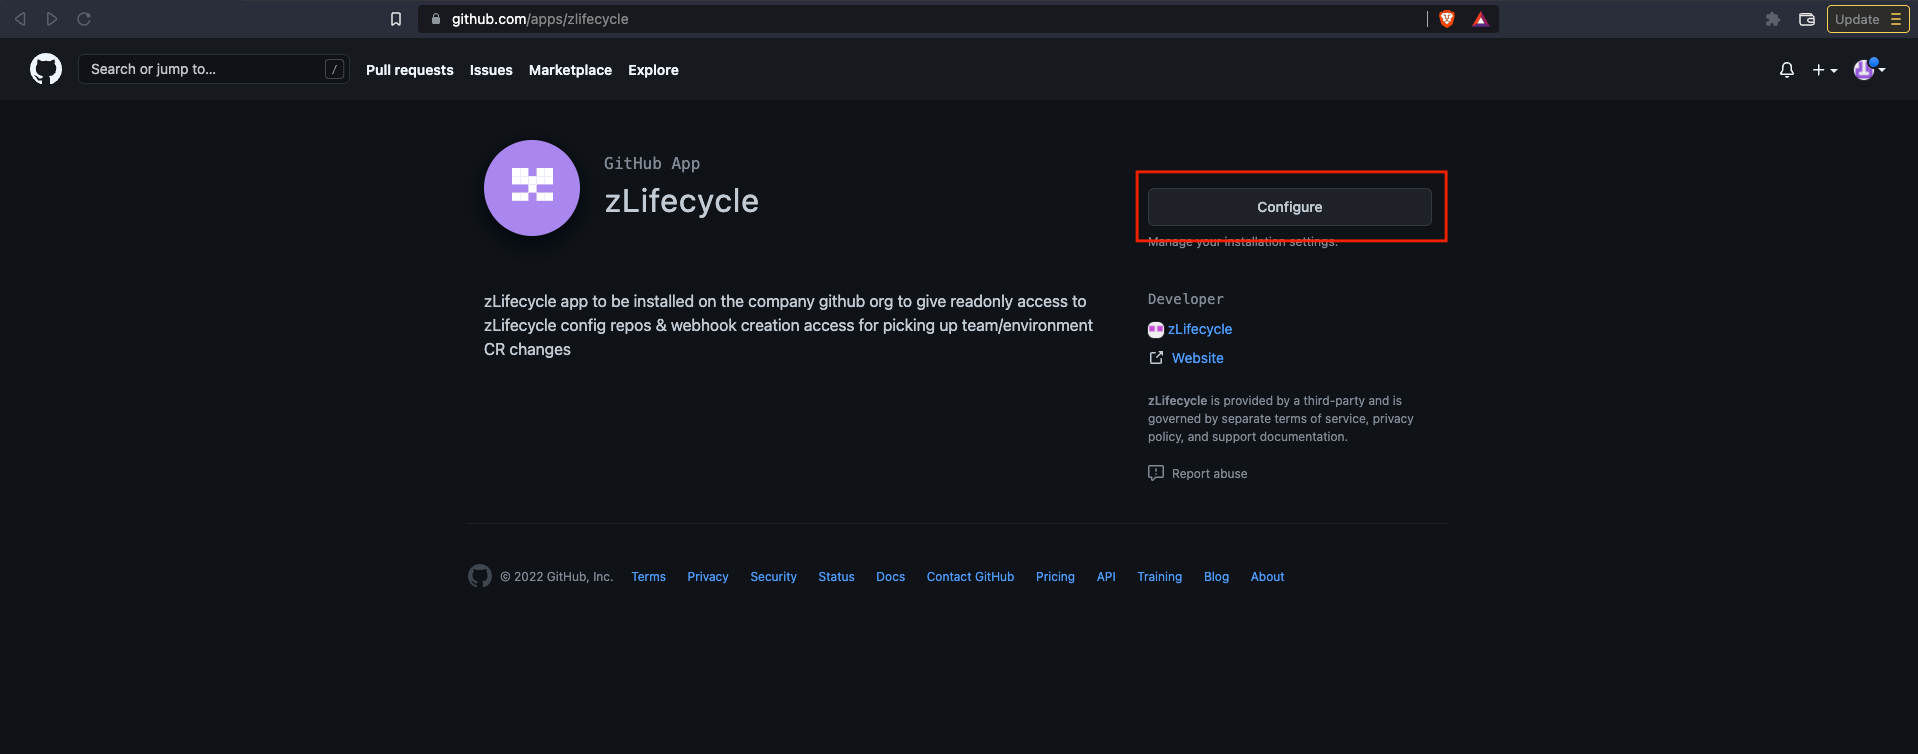 github.com/apps/zlifecycle
Update
Search or jump to...
/
Pull requests
Issues
Marketplace
Explore
GitHub App
zLifecycle
Configure
Manage your installation settings.
zLifecycle app to be installed on the company github org to give readonly access to
zLifecycle config repos & webhook creation access for picking up team/environment
CR changes
Developer
zLifecycle
Website
zLifecycle is provided by a third-party and is
governed by separate terms of service, privacy
policy, and support documentation.
Report abuse
© 2022 GitHub, Inc.
Terms
Privacy
Security
Status
Docs
Contact GitHub
Pricing
API
Training
Blog
About